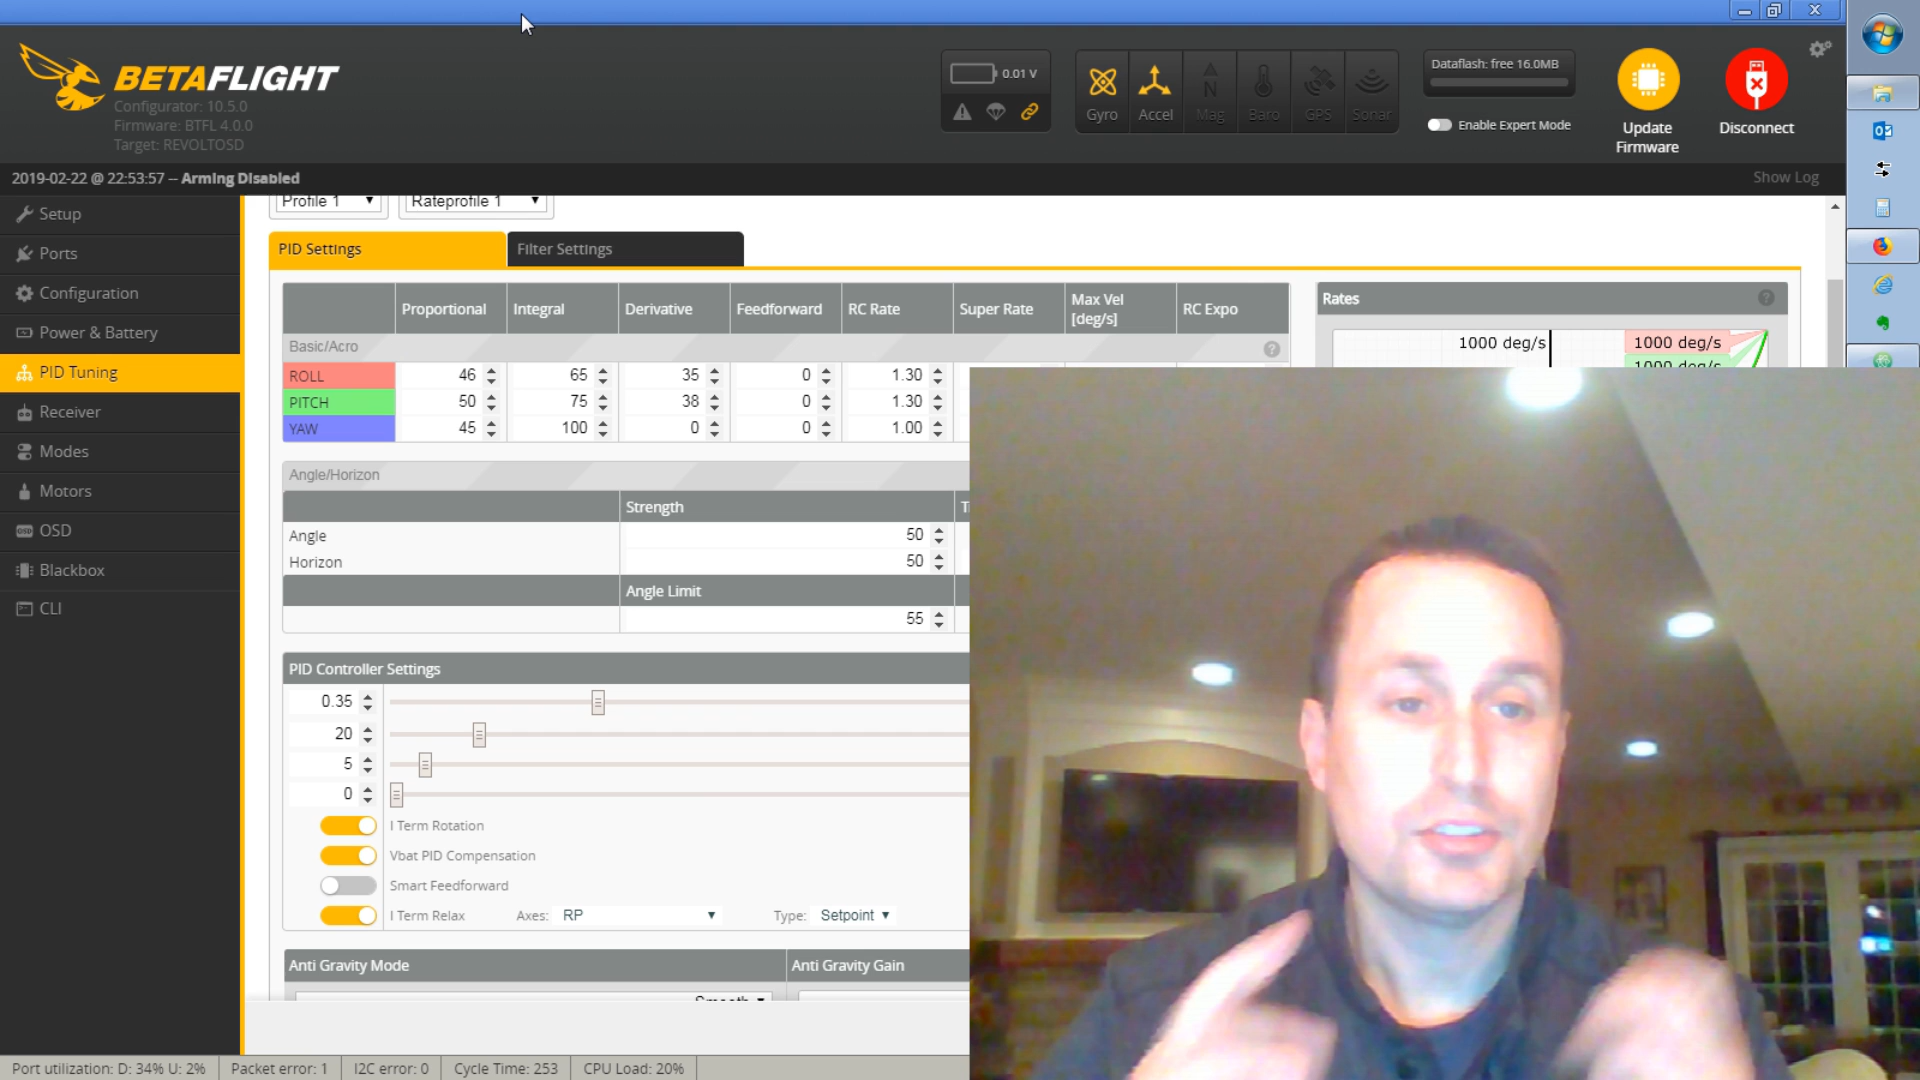 BETAFLIGHT
Configurator: 10.5.0
Firmware: BTFL 4.0.0
Target: REVOLTOSD
0.01 V
Gyro Accel Mag Baro GPS Sonar
Dataflash: free 16.0MB
Enable Expert Mode
Update
Firmware
Disconnect
2019-02-22 @ 22:53:57 -- Arming Disabled
Show Log
Setup
Ports
Configuration
Power & Battery
PID Tuning
Receiver
Modes
Motors
OSD
Blackbox
CLI
Profile 1 Rateprofile 1
PID Settings Filter Settings
Proportional Integral Derivative Feedforward RC Rate Super Rate Max Vel [deg/s] RC Expo
Basic/Acro
ROLL 46 65 35 0 1.30
PITCH 50 75 38 0 1.30
YAW 45 100 0 0 1.00
Rates
1000 deg/s 1000 deg/s
1000 deg/s
Angle/Horizon
Strength
Angle 50
Horizon 50
Angle Limit
55
PID Controller Settings
0.35
20
5
0
I Term Rotation
Vbat PID Compensation
Smart Feedforward
I Term Relax Axes: RP Type: Setpoint
Anti Gravity Mode Anti Gravity Gain
Smooth
Port utilization: D: 34% U: 2% Packet error: 1 I2C error: 0 Cycle Time: 253 CPU Load: 20%